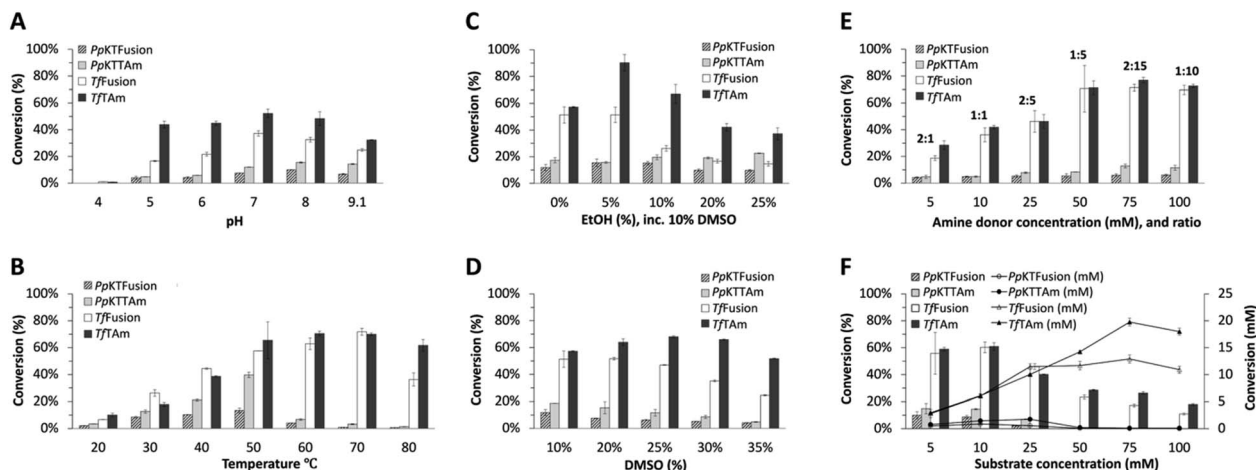 A
Conversion (%)
100%
80%
60%
40%
20%
0%
PpKTFusion
PpKTTAm
TfFusion
TfTAm
4 5 6 7 8 9.1
pH
C
Conversion (%)
100%
80%
60%
40%
20%
0%
PpKTFusion
PpKTTAm
TfFusion
TfTAm
0% 5% 10% 20% 25%
EtOH (%), inc. 10% DMSO
E
Conversion (%)
100%
80%
60%
40%
20%
0%
PpKTFusion
PpKTTAm
TfFusion
TfTAm
2:1 1:1 2:5 1:5 2:15 1:10
5 10 25 50 75 100
Amine donor concentration (mM), and ratio
B
Conversion (%)
100%
80%
60%
40%
20%
0%
PpKTFusion
PpKTTAm
TfFusion
TfTAm
20 30 40 50 60 70 80
Temperature °C
D
Conversion (%)
100%
80%
60%
40%
20%
0%
PpKTFusion
PpKTTAm
TfFusion
TfTAm
10% 20% 25% 30% 35%
DMSO (%)
F
Conversion (%)
100%
80%
60%
40%
20%
0%
PpKTFusion
PpKTTAm
TfFusion
TfTAm
PpKTFusion (mM)
PpKTTAm (mM)
TfFusion (mM)
TfTAm (mM)
25
20
15
10
5
0
Conversion (mM)
5 10 25 50 75 100
Substrate concentration (mM)